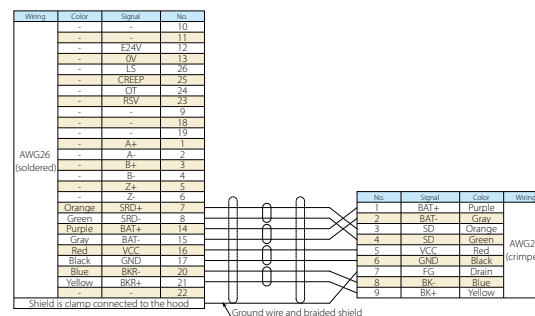 Wiring Color Signal No.
- - 10
- - 11
- E24V 12
- 0V 13
- LS 26
- CREEP 25
- OT 24
- RSV 23
- - 9
- - 18
- - 19
- A+ 1
AWG26 (soldered)
- A- 2
- B+ 3
- B- 4
- Z+ 5
- Z- 6
Orange SRD+ 7
Green SRD- 8
Purple BAT+ 14
Gray BAT- 15
Red VCC 16
Black GND 17
Blue BKR- 20
Yellow BKR+ 21
- - 22
Shield is clamp connected to the hood
No. Signal Color Wiring
1 BAT+ Purple
2 BAT- Gray
3 SD Orange
4 SD Green
AWG2
(crimpe
5 VCC Red
6 GND Black
7 FG Drain
8 BK- Blue
9 BK+ Yellow
Ground wire and braided shield